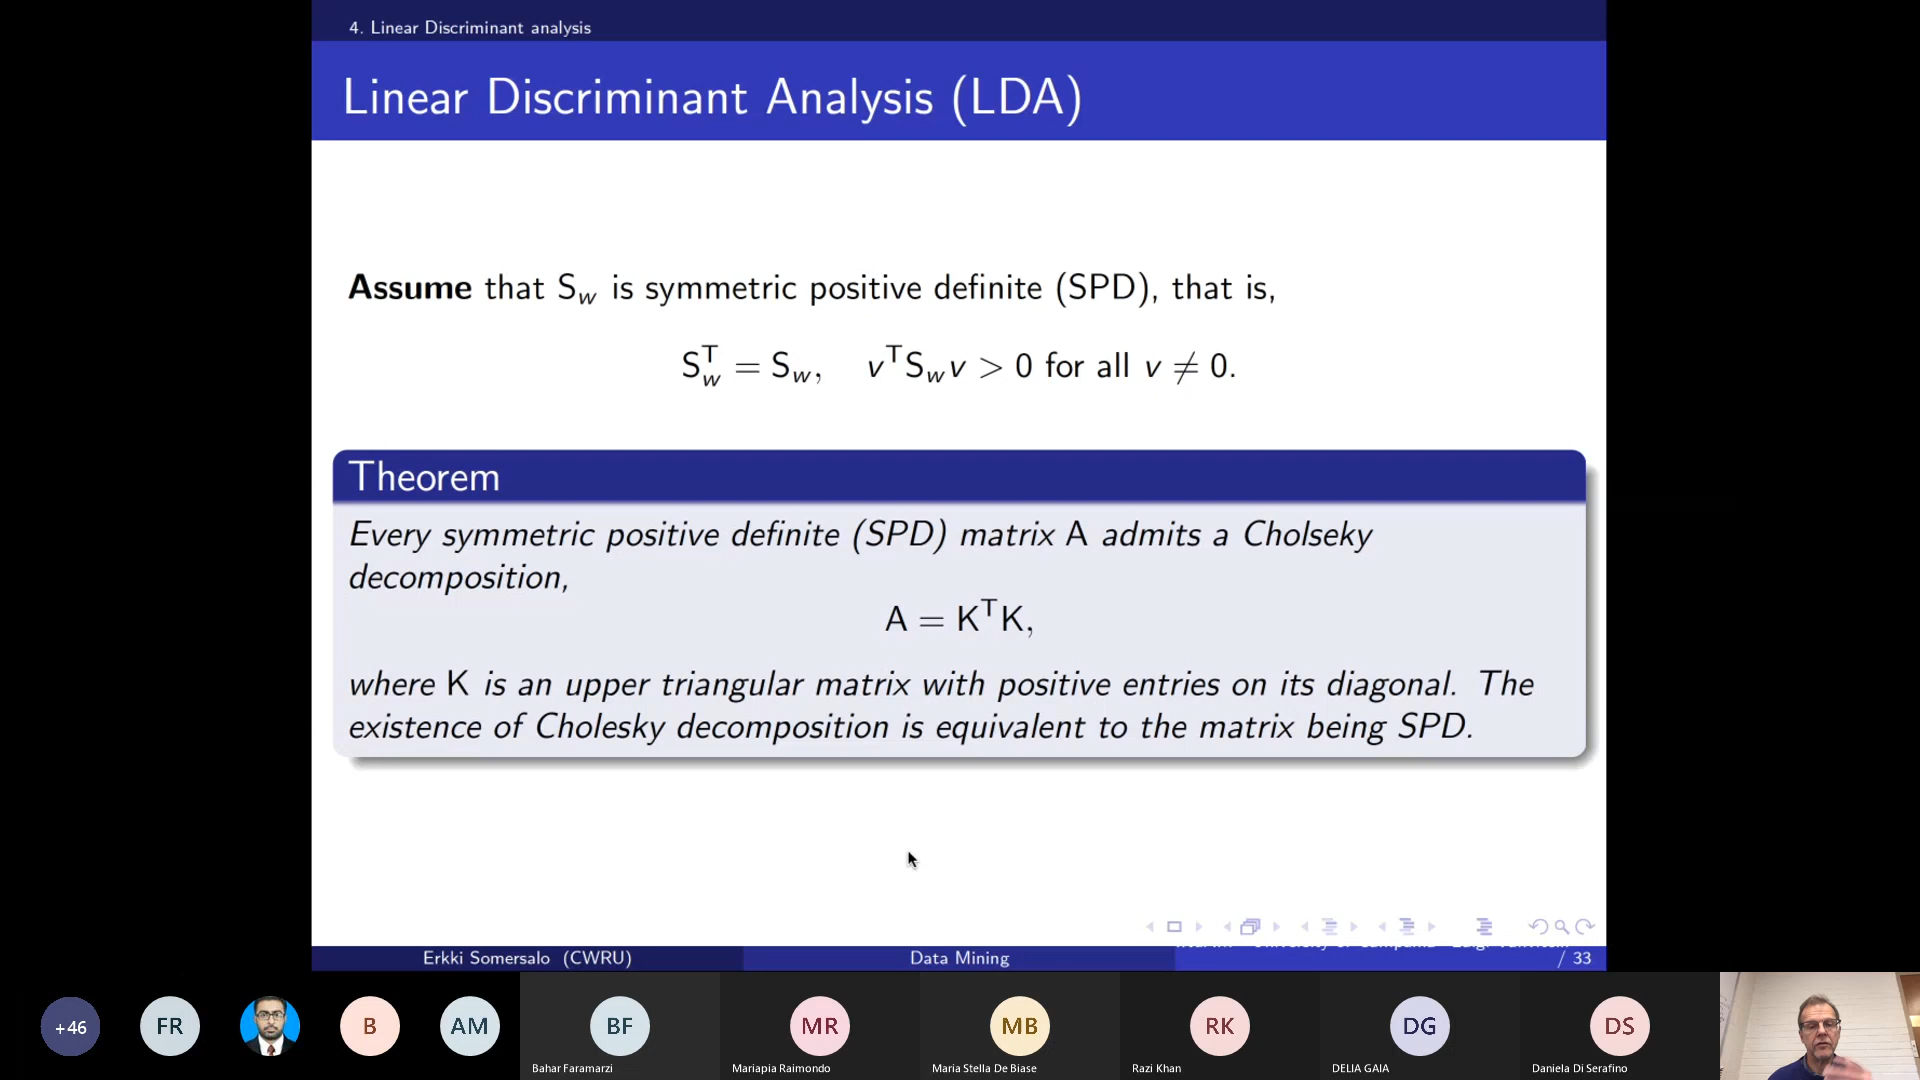 4. Linear Discriminant analysis
Linear Discriminant Analysis (LDA)
Assume that S_w is symmetric positive definite (SPD), that is,
S_w^T = S_w, v^T S_w v > 0 for all v ≠ 0.
Theorem
Every symmetric positive definite (SPD) matrix A admits a Cholseky
decomposition,
A = K^T K,
where K is an upper triangular matrix with positive entries on its diagonal. The
existence of Cholesky decomposition is equivalent to the matrix being SPD.
Erkki Somersalo (CWRU)
Data Mining
/ 33
+46
FR
B
AM
BF
MR
MB
RK
DG
DS
Bahar Faramarzi
Mariapia Raimondo
Maria Stella De Biase
Razi Khan
DELIA GAIA
Daniela Di Serafino